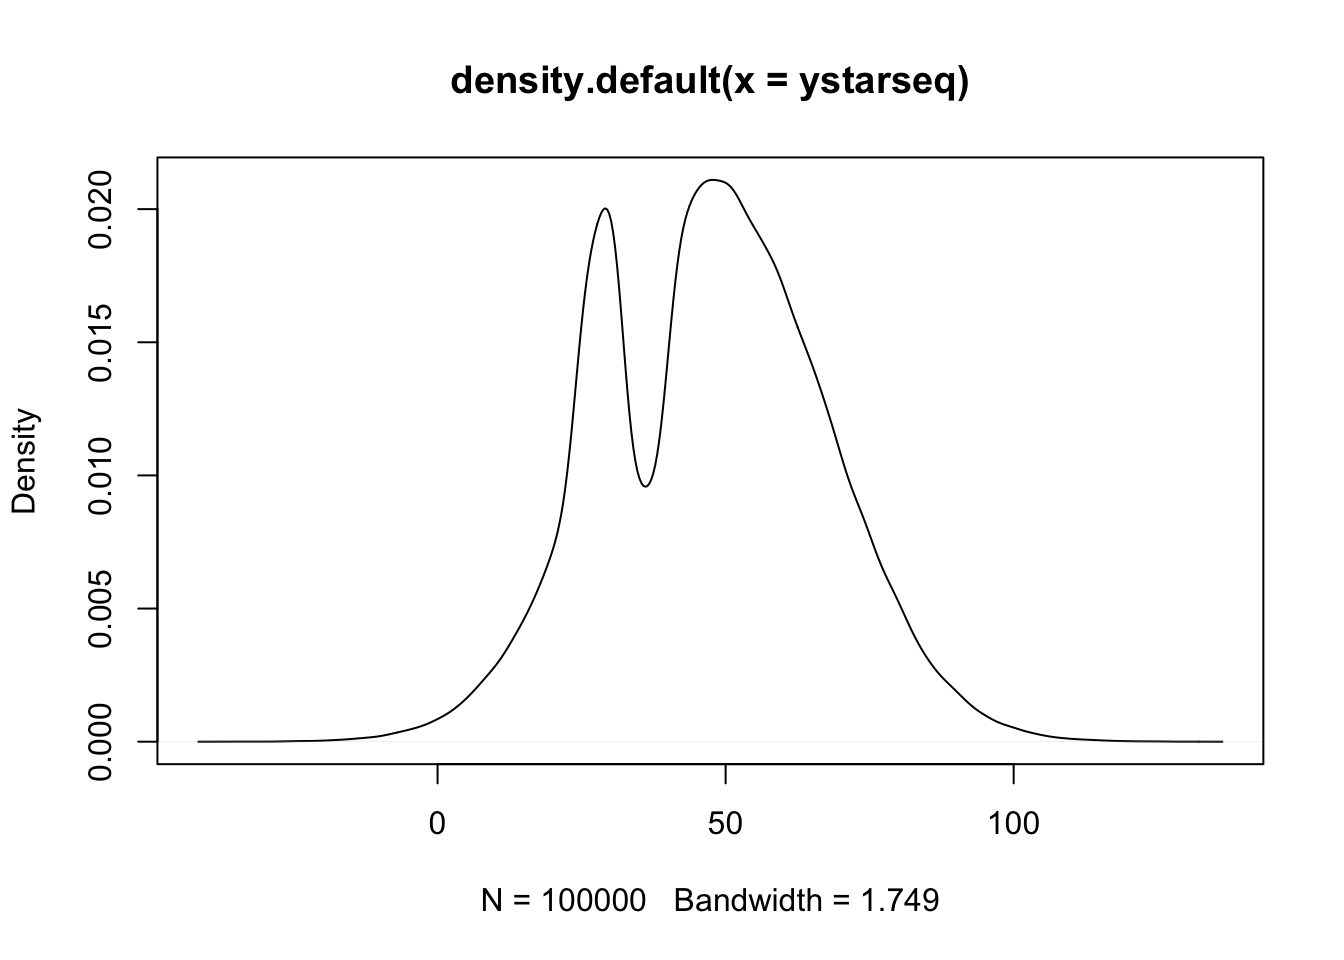 density.default(x = ystarseq)
Density
0.020
0.015
0.010
0.005
0.000
0 50 100
N = 100000 Bandwidth = 1.749